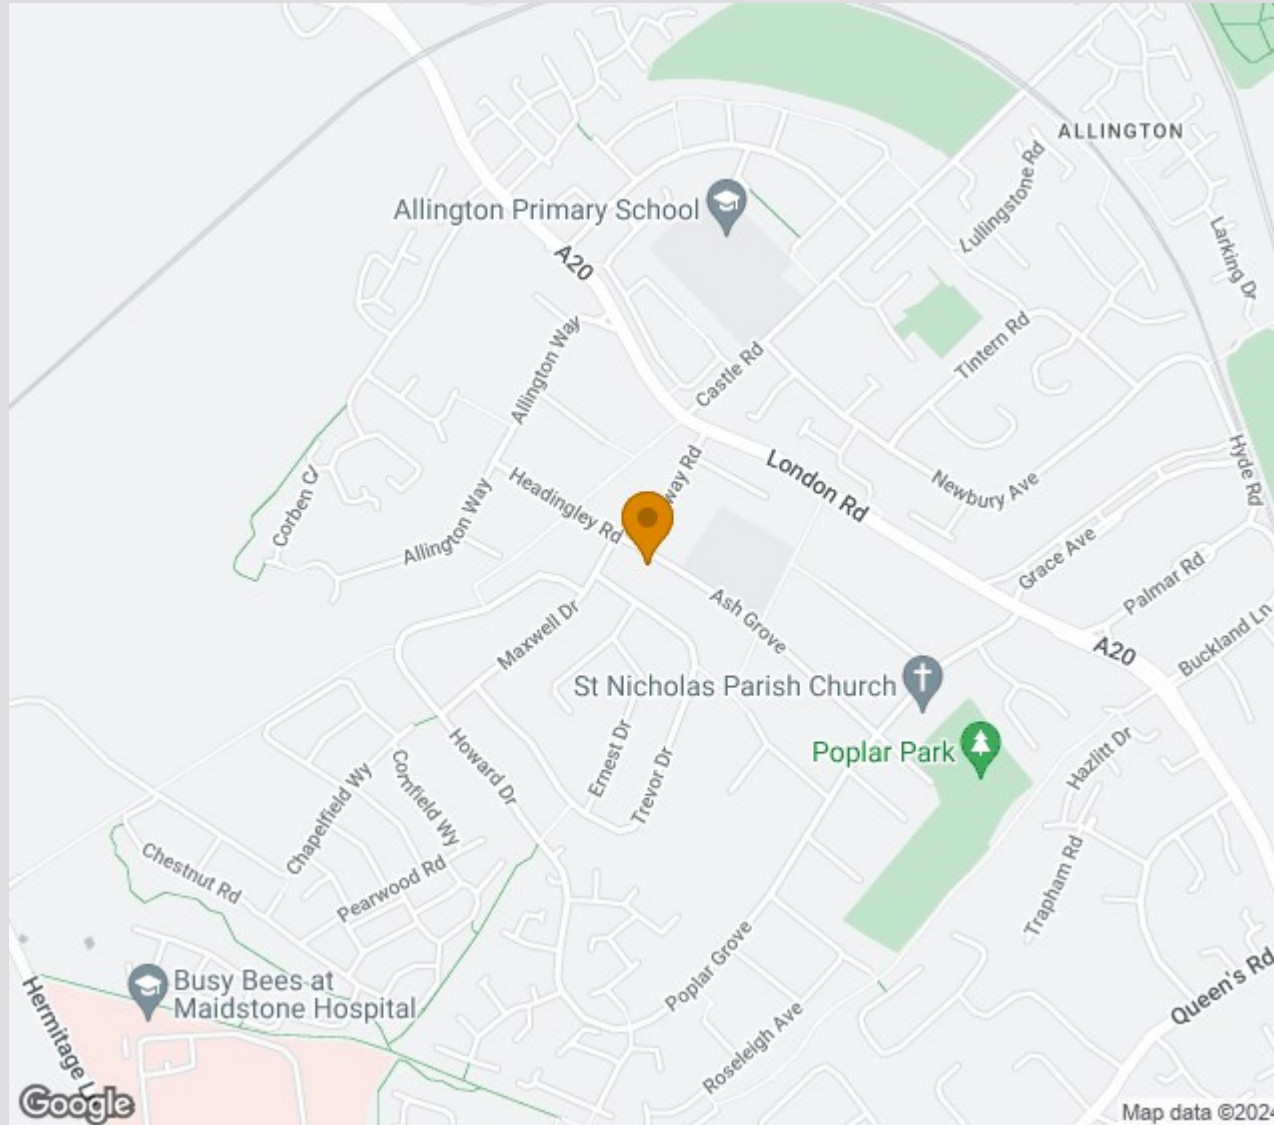 ALLINGTON
Lullingstone Rd
Allington Primary School
Larking Dr
A20
Allington Way
Tintern Rd
Castle Rd
London Rd
Headingley Rd
way Rd
Newbury Ave
Hyde Rd
Corben Cl
Allington Way
Grace Ave
Palmar Rd
Ash Grove
Maxwell Dr
Buckland Ln
A20
St Nicholas Parish Church
Poplar Park
Hazlitt Dr
Ernest Dr
Trevor Dr
Howard Dr
Cornfield Wy
Chapelfield Wy
Chestnut Rd
Pearwood Rd
Trapham Rd
Poplar Grove
Queen's Rd
Busy Bees at
Maidstone Hospital
Hermitage L
Roseleigh Ave
Google
Map data ©2024